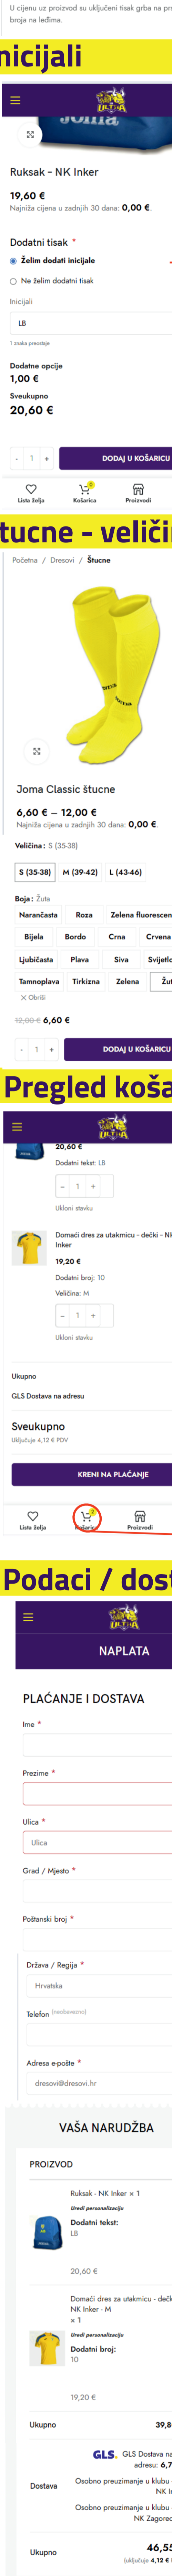 U cijenu uz proizvod su uključeni tisak grba na
broja na leđima.
nicijali
Ruksak – NK Inker
19,60 €
Najniža cijena u zadnjih 30 dana: 0,00 €.
Dodatni tisak *
Želim dodati inicijale
Ne želim dodatni tisak
Inicijali
LB
1 znaka preostaje
Dodatne opcije
1,00 €
Sveukupno
20,60 €
- 1 + DODAJ U KOŠARICU
0
Lista želja Košarica Proizvodi
tucne - veliči
Početna / Dresovi / Štucne
Joma Classic štucne
6,60 € – 12,00 €
Najniža cijena u zadnjih 30 dana: 0,00 €.
Veličina: S (35-38)
S (35-38) M (39-42) L (43-46)
Boja: Žuta
Narančasta Roza Zelena fluorescen
Bijela Bordo Crna Crvena
Ljubičasta Plava Siva Svijetlo
Tamnoplava Tirkizna Zelena Žut
× Obriši
12,00 € 6,60 €
- 1 + DODAJ U KOŠARICU
Pregled koša
Joma
20,60 €
Dodatni tekst: LB
- 1 +
Ukloni stavku
Domaći dres za utakmicu - dečki - NK
Inker
19,20 €
Dodatni broj: 10
Veličina: M
- 1 +
Ukloni stavku
Ukupno
GLS Dostava na adresu
Sveukupno
Uključuje 4,12 € PDV
KRENI NA PLAĆANJE
2
Lista želja Košarica Proizvodi
Podaci / dost
NAPLATA
PLAĆANJE I DOSTAVA
Ime *
Prezime *
Ulica *
Ulica
Grad / Mjesto *
Poštanski broj *
Država / Regija *
Hrvatska
Telefon (neobavezno)
Adresa e-pošte *
dresovi@dresovi.hr
VAŠA NARUDŽBA
PROIZVOD
Ruksak - NK Inker × 1
Uredi personalizaciju
Dodatni tekst:
LB
20,60 €
Domaći dres za utakmicu - dečk
NK Inker - M
× 1
Uredi personalizaciju
Dodatni broj:
10
19,20 €
Ukupno 39,8
GLS. GLS Dostava na
adresu: 6,7
Dostava Osobno preuzimanje u klubu
NK I
Osobno preuzimanje u klubu
NK Zagorec
Ukupno 46,55
(uključuje 4,12 €